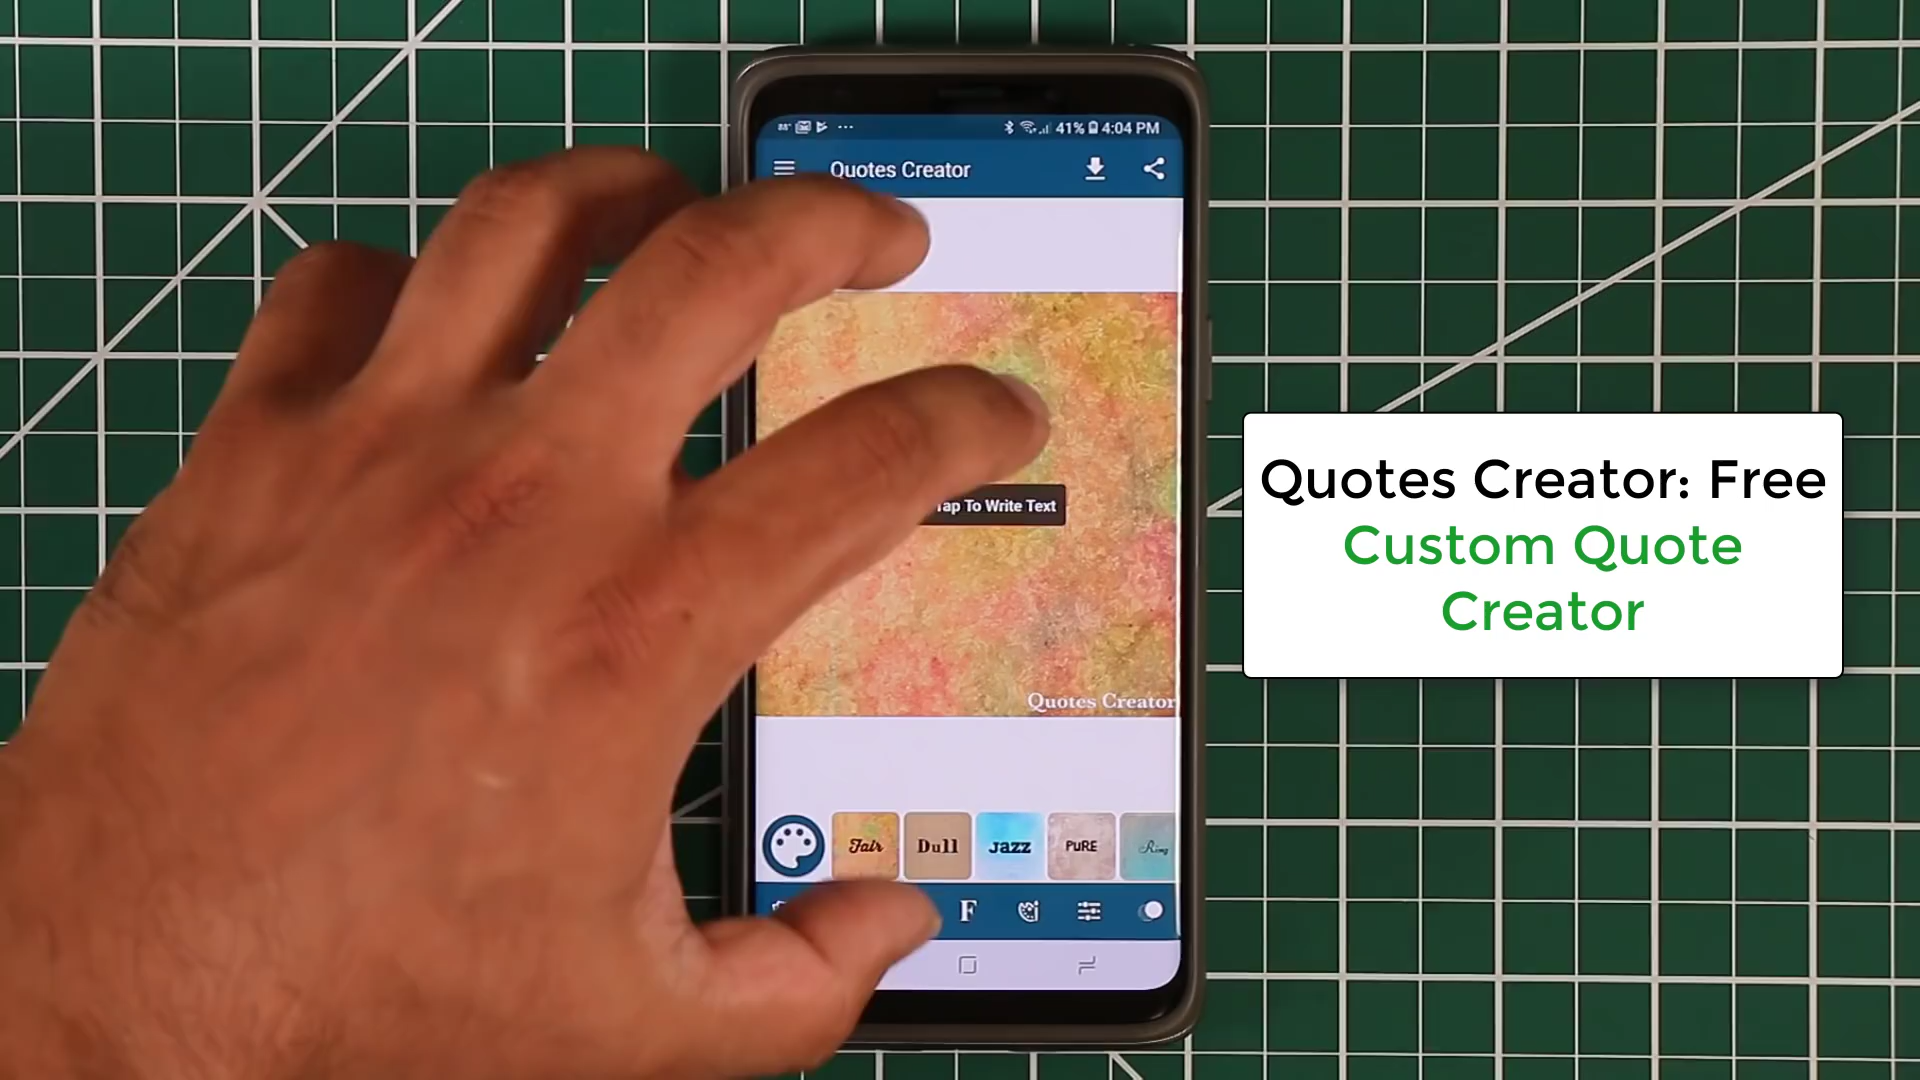 41% 4:04 PM
Quotes Creator
Tap To Write Text
Quotes Creator
Fair
Dull
Jazz
PuRE
Ring
F
Quotes Creator: Free
Custom Quote
Creator